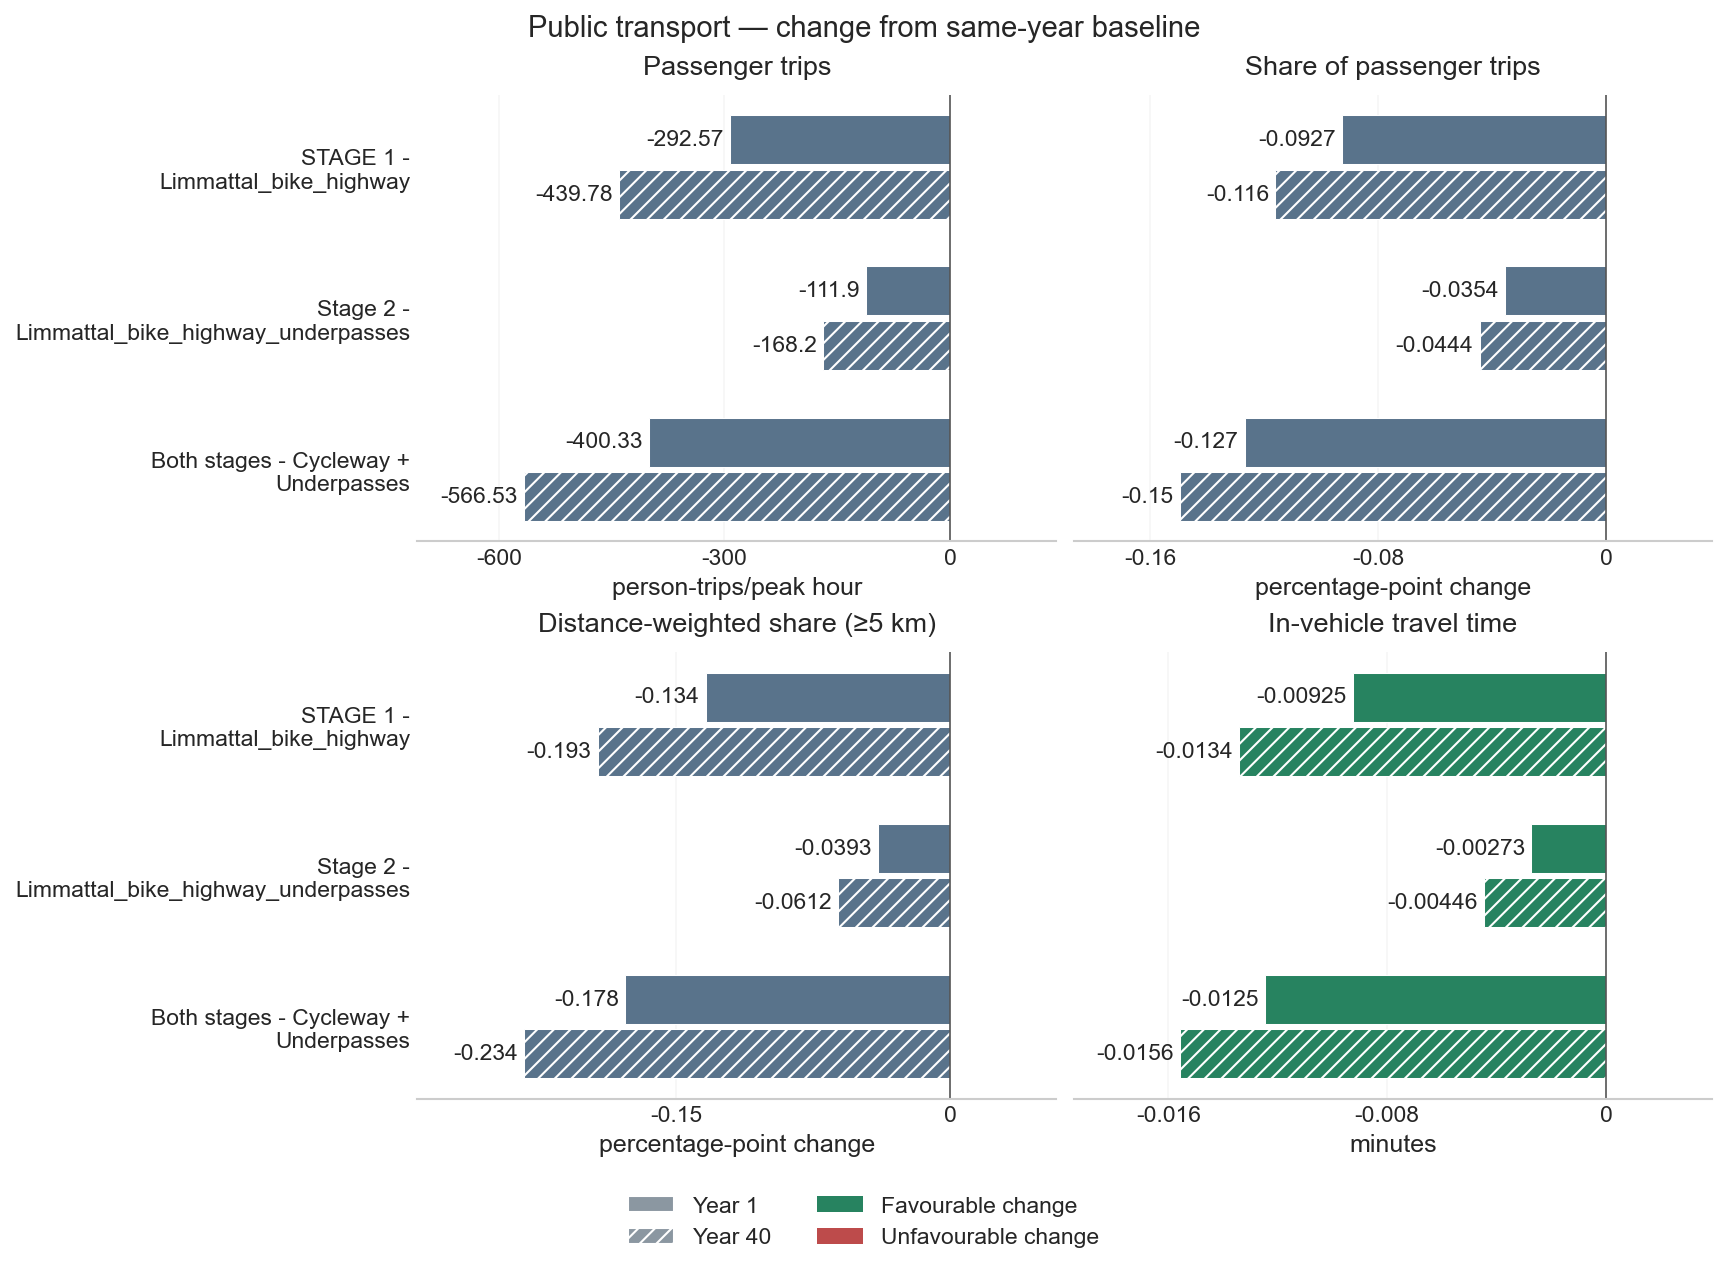 Public transport — change from same-year baseline
Passenger trips
STAGE 1 -
Limmattal_bike_highway
Stage 2 -
Limmattal_bike_highway_underpasses
Both stages - Cycleway +
Underpasses
-292.57
-439.78
-111.9
-168.2
-400.33
-566.53
-600
-300
0
person-trips/peak hour
Share of passenger trips
-0.0927
-0.116
-0.0354
-0.0444
-0.127
-0.15
-0.16
-0.08
0
percentage-point change
Distance-weighted share (≥5 km)
STAGE 1 -
Limmattal_bike_highway
Stage 2 -
Limmattal_bike_highway_underpasses
Both stages - Cycleway +
Underpasses
-0.134
-0.193
-0.0393
-0.0612
-0.178
-0.234
-0.15
0
percentage-point change
In-vehicle travel time
-0.00925
-0.0134
-0.00273
-0.00446
-0.0125
-0.0156
-0.016
-0.008
0
minutes
Year 1
Year 40
Favourable change
Unfavourable change